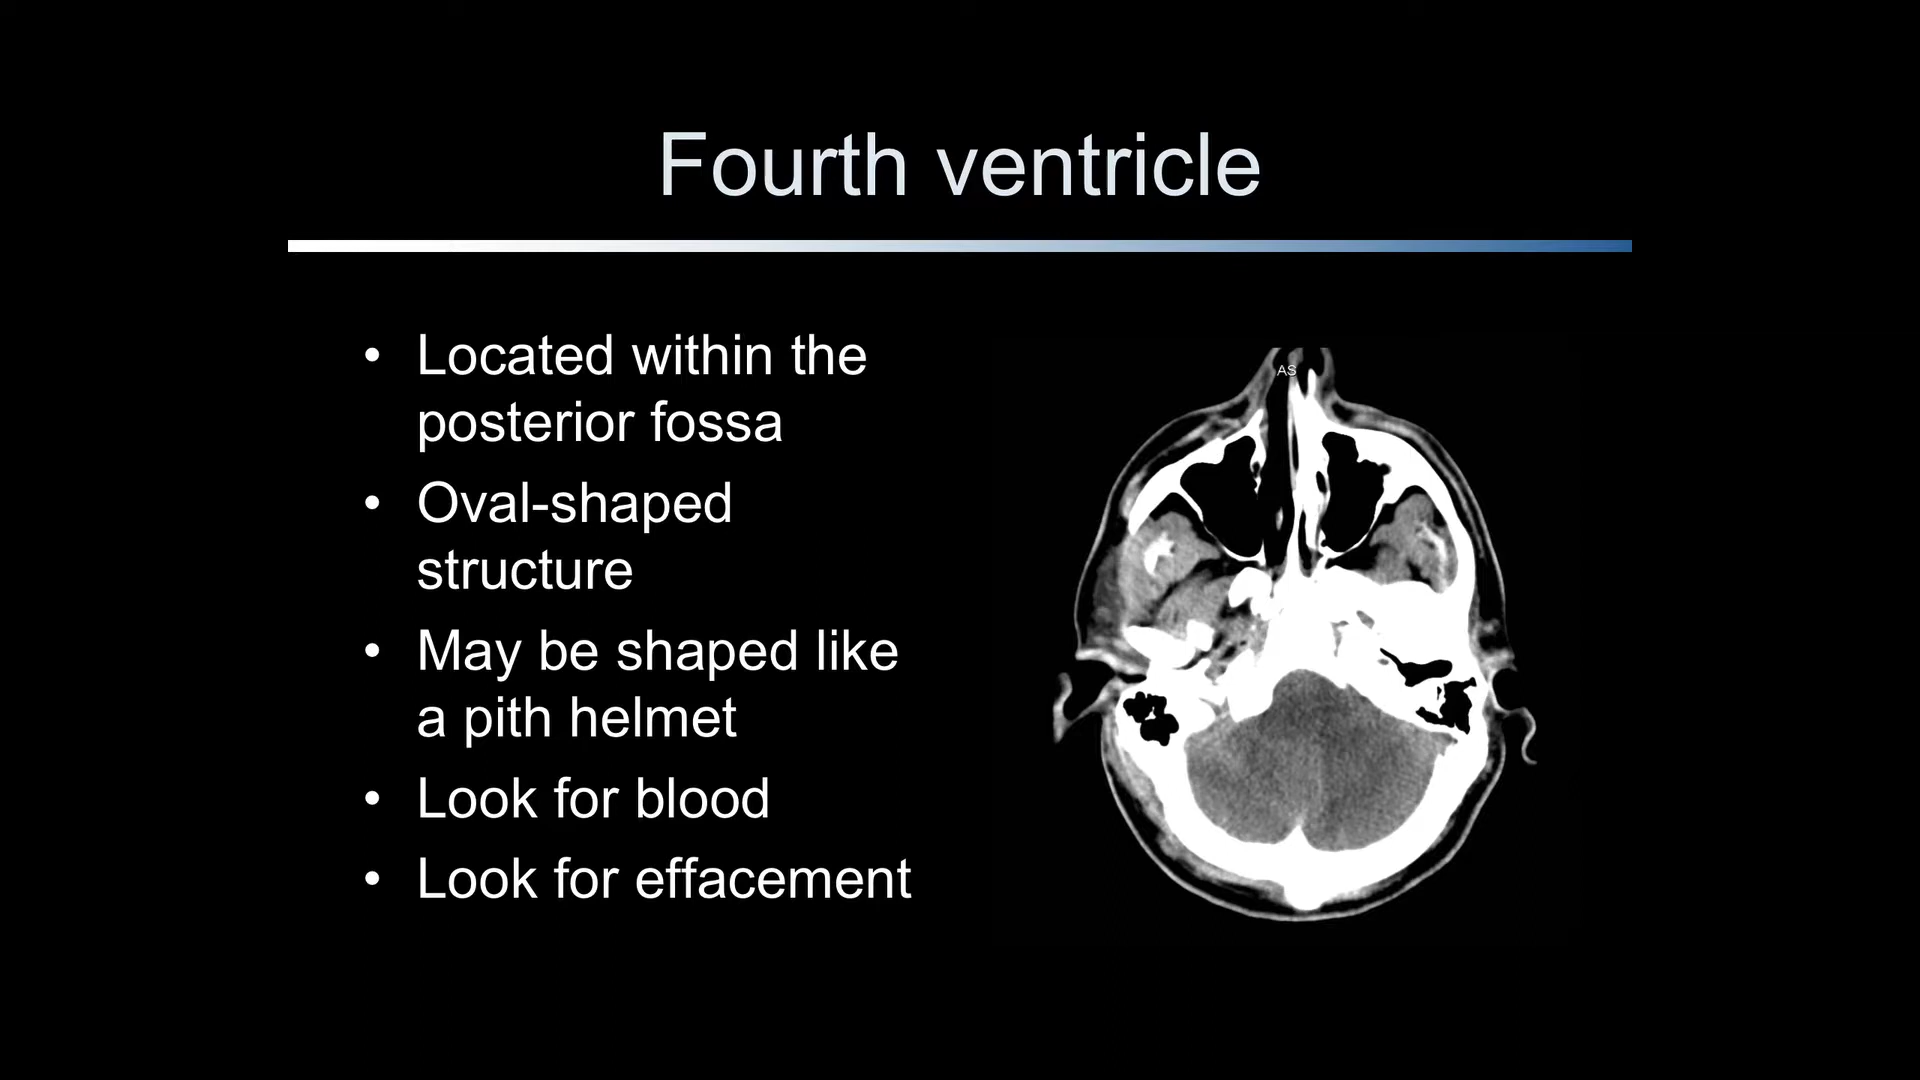 Fourth ventricle
• Located within the
posterior fossa
• Oval-shaped
structure
• May be shaped like
a pith helmet
• Look for blood
• Look for effacement
AS